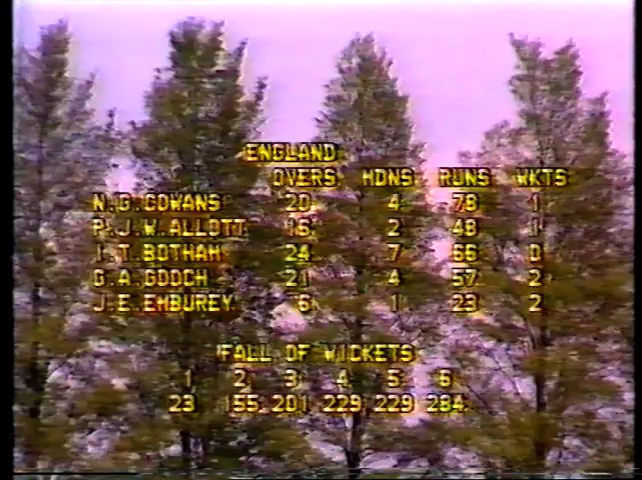 ENGLAND
OVERS MDNS RUNS WKTS
N.G.COWANS 20 4 78 1
P.J.W.ALLOTT 16 2 48 1
I.T.BOTHAM 24 7 66 0
G.A.GOOCH 21 4 57 2
J.E.EMBUREY 6 1 23 2
FALL OF WICKETS
1 2 3 4 5 6
23 155 201 229 229 284